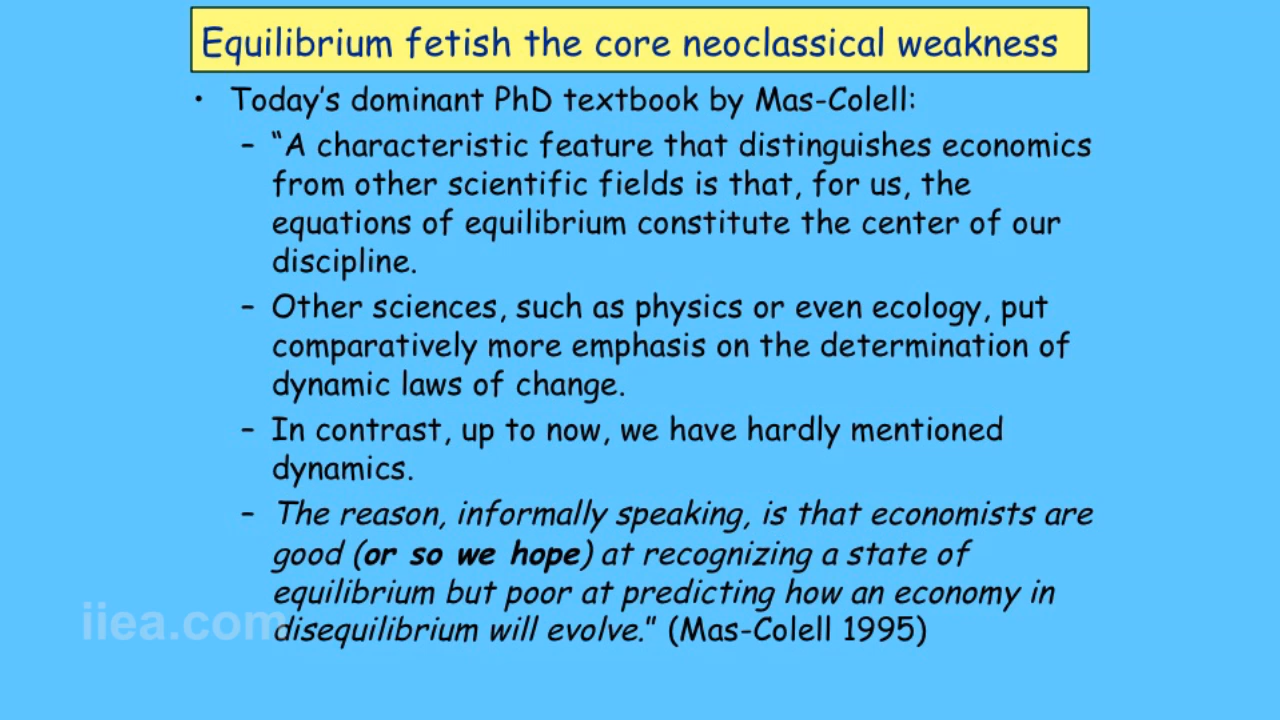 Equilibrium fetish the core neoclassical weakness
• Today's dominant PhD textbook by Mas-Colell:
– "A characteristic feature that distinguishes economics
from other scientific fields is that, for us, the
equations of equilibrium constitute the center of our
discipline.
– Other sciences, such as physics or even ecology, put
comparatively more emphasis on the determination of
dynamic laws of change.
– In contrast, up to now, we have hardly mentioned
dynamics.
– The reason, informally speaking, is that economists are
good (or so we hope) at recognizing a state of
equilibrium but poor at predicting how an economy in
disequilibrium will evolve." (Mas-Colell 1995)
iiea.com